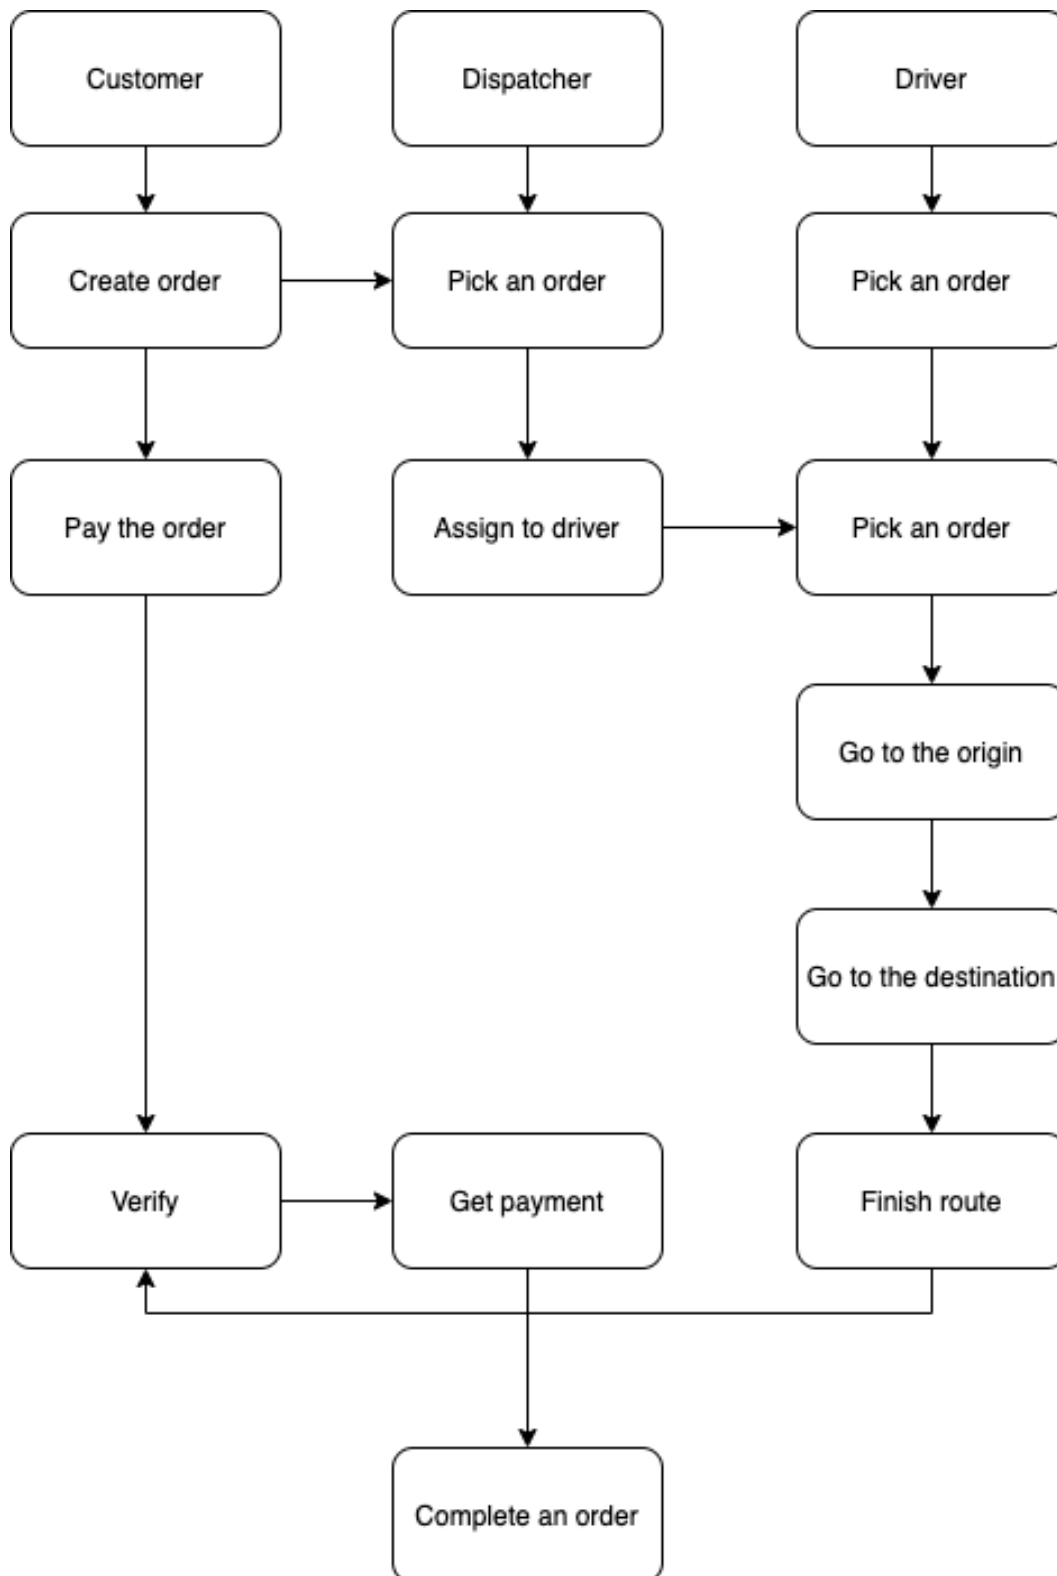 Customer
Dispatcher
Driver
Create order
Pick an order
Pick an order
Pay the order
Assign to driver
Pick an order
Go to the origin
Go to the destination
Verify
Get payment
Finish route
Complete an order